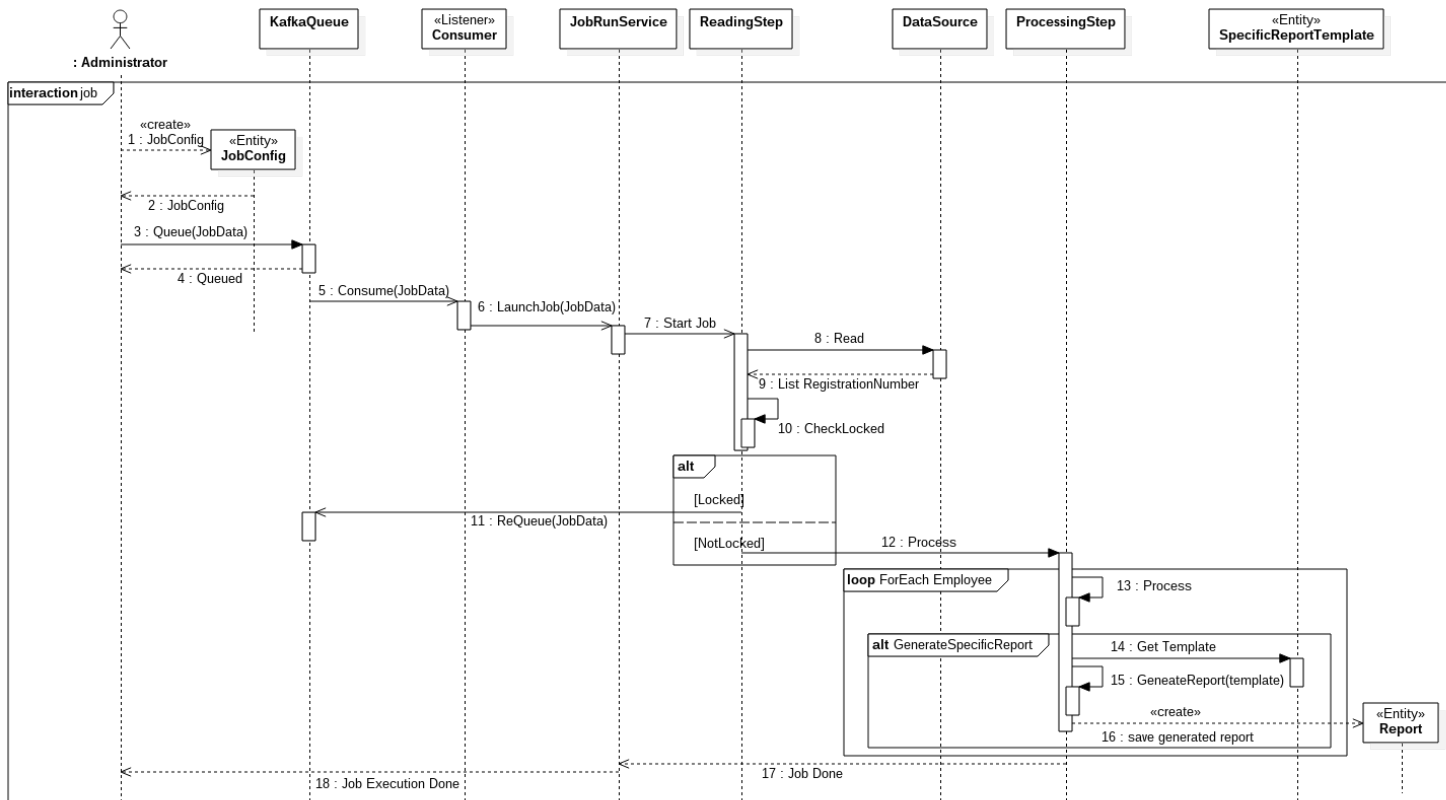 KafkaQueue
«Listener»
Consumer
JobRunService
ReadingStep
DataSource
ProcessingStep
«Entity»
SpecificReportTemplate
: Administrator
interaction job
«create»
1 : JobConfig
«Entity»
JobConfig
2 : JobConfig
3 : Queue(JobData)
4 : Queued
5 : Consume(JobData)
6 : LaunchJob(JobData)
7 : Start Job
8 : Read
9 : List RegistrationNumber
10 : CheckLocked
alt
[Locked]
11 : ReQueue(JobData)
[NotLocked]
12 : Process
loop ForEach Employee
13 : Process
alt GenerateSpecificReport
14 : Get Template
15 : GeneateReport(template)
«create»
16 : save generated report
«Entity»
Report
17 : Job Done
18 : Job Execution Done